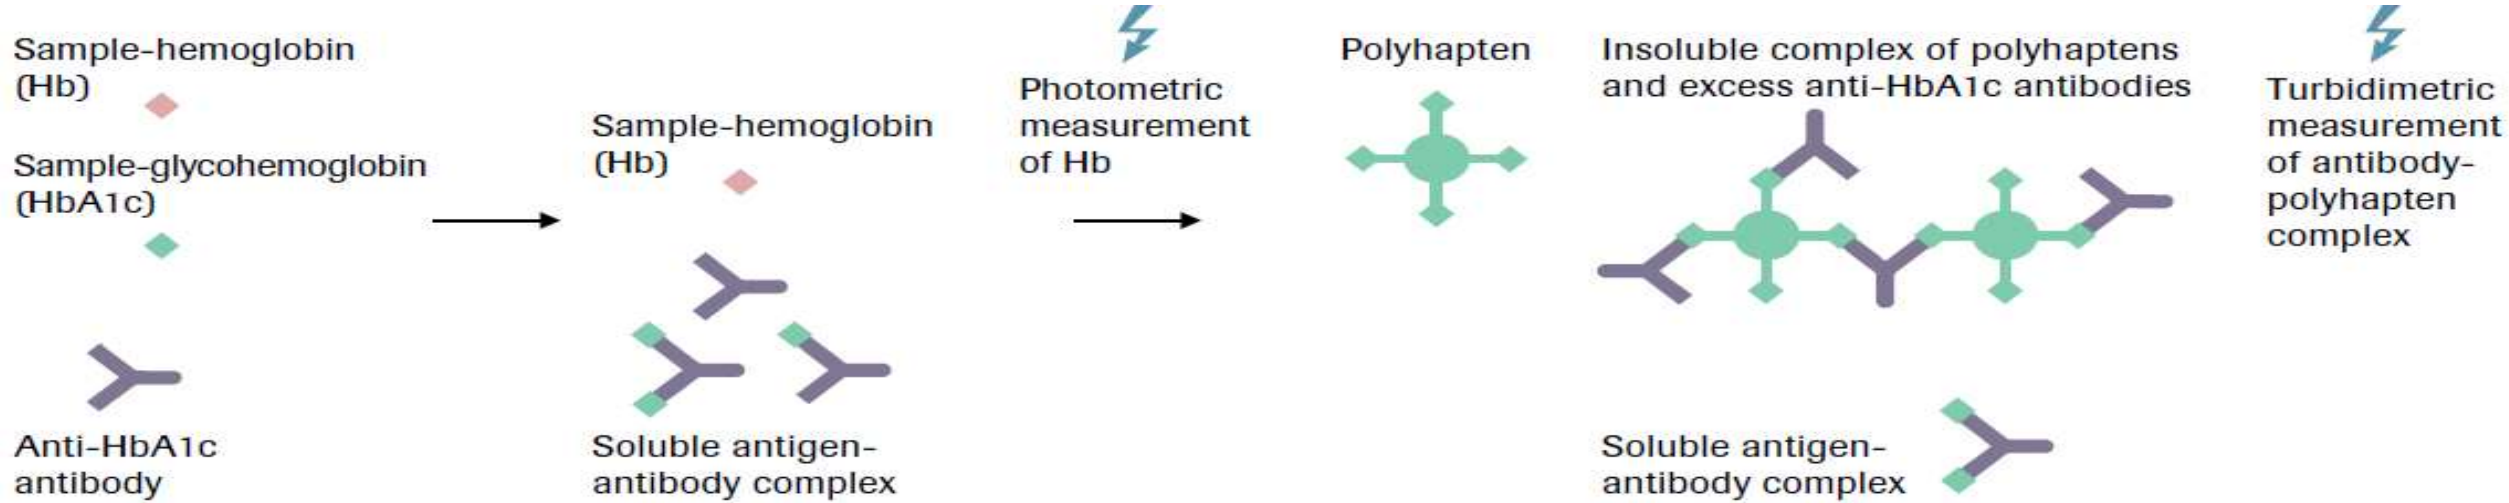 Sample-hemoglobin
(Hb)
Sample-glycohemoglobin
(HbA1c)
Anti-HbA1c
antibody
Sample-hemoglobin
(Hb)
Soluble antigen-
antibody complex
Photometric
measurement
of Hb
Polyhapten
Insoluble complex of polyhaptens
and excess anti-HbA1c antibodies
Soluble antigen-
antibody complex
Turbidimetric
measurement
of antibody-
polyhapten
complex